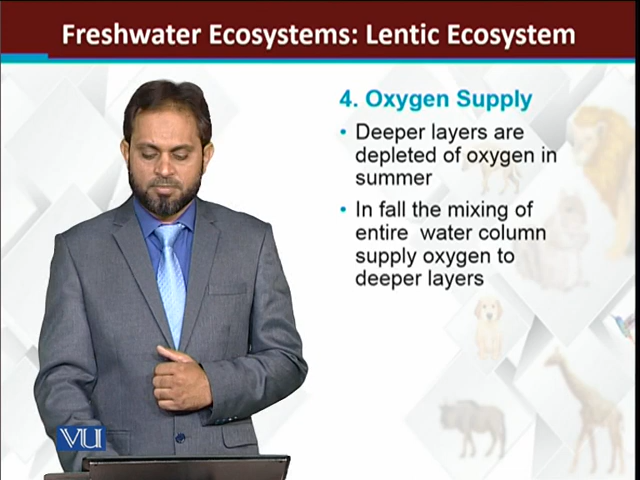 Freshwater Ecosystems: Lentic Ecosystem
4. Oxygen Supply
• Deeper layers are
depleted of oxygen in
summer
• In fall the mixing of
entire water column
supply oxygen to
deeper layers
VU